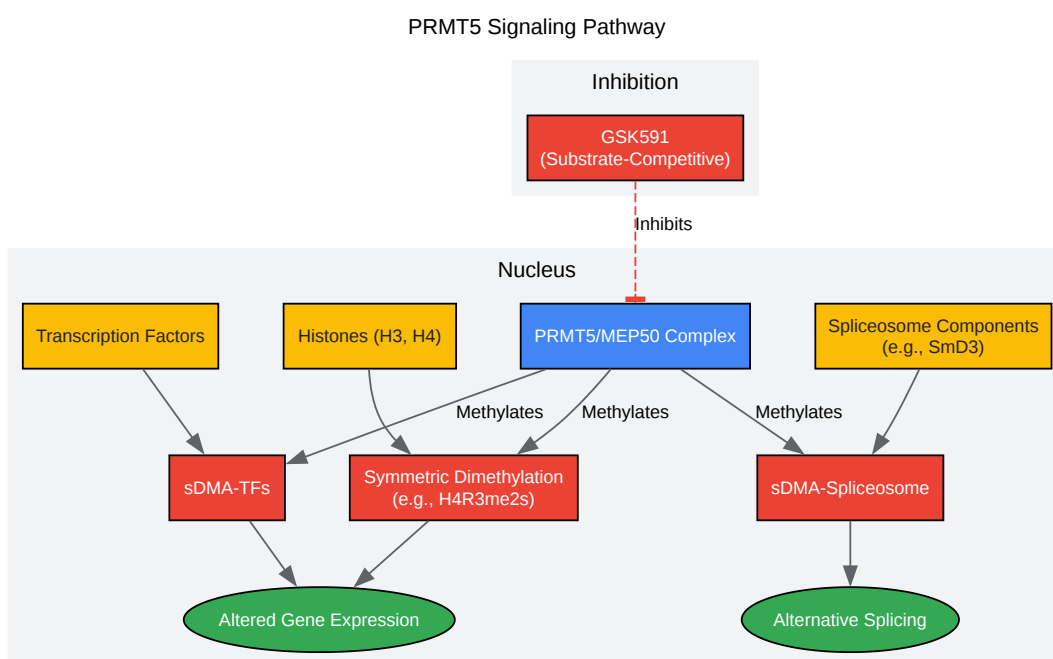 PRMT5 Signaling Pathway
Inhibition
GSK591
(Substrate-Competitive)
Inhibits
Nucleus
Transcription Factors
Histones (H3, H4)
PRMT5/MEP50 Complex
Spliceosome Components
(e.g., SmD3)
Methylates
Methylates
Methylates
sDMA-TFs
Symmetric Dimethylation
(e.g., H4R3me2s)
sDMA-Spliceosome
Altered Gene Expression
Alternative Splicing